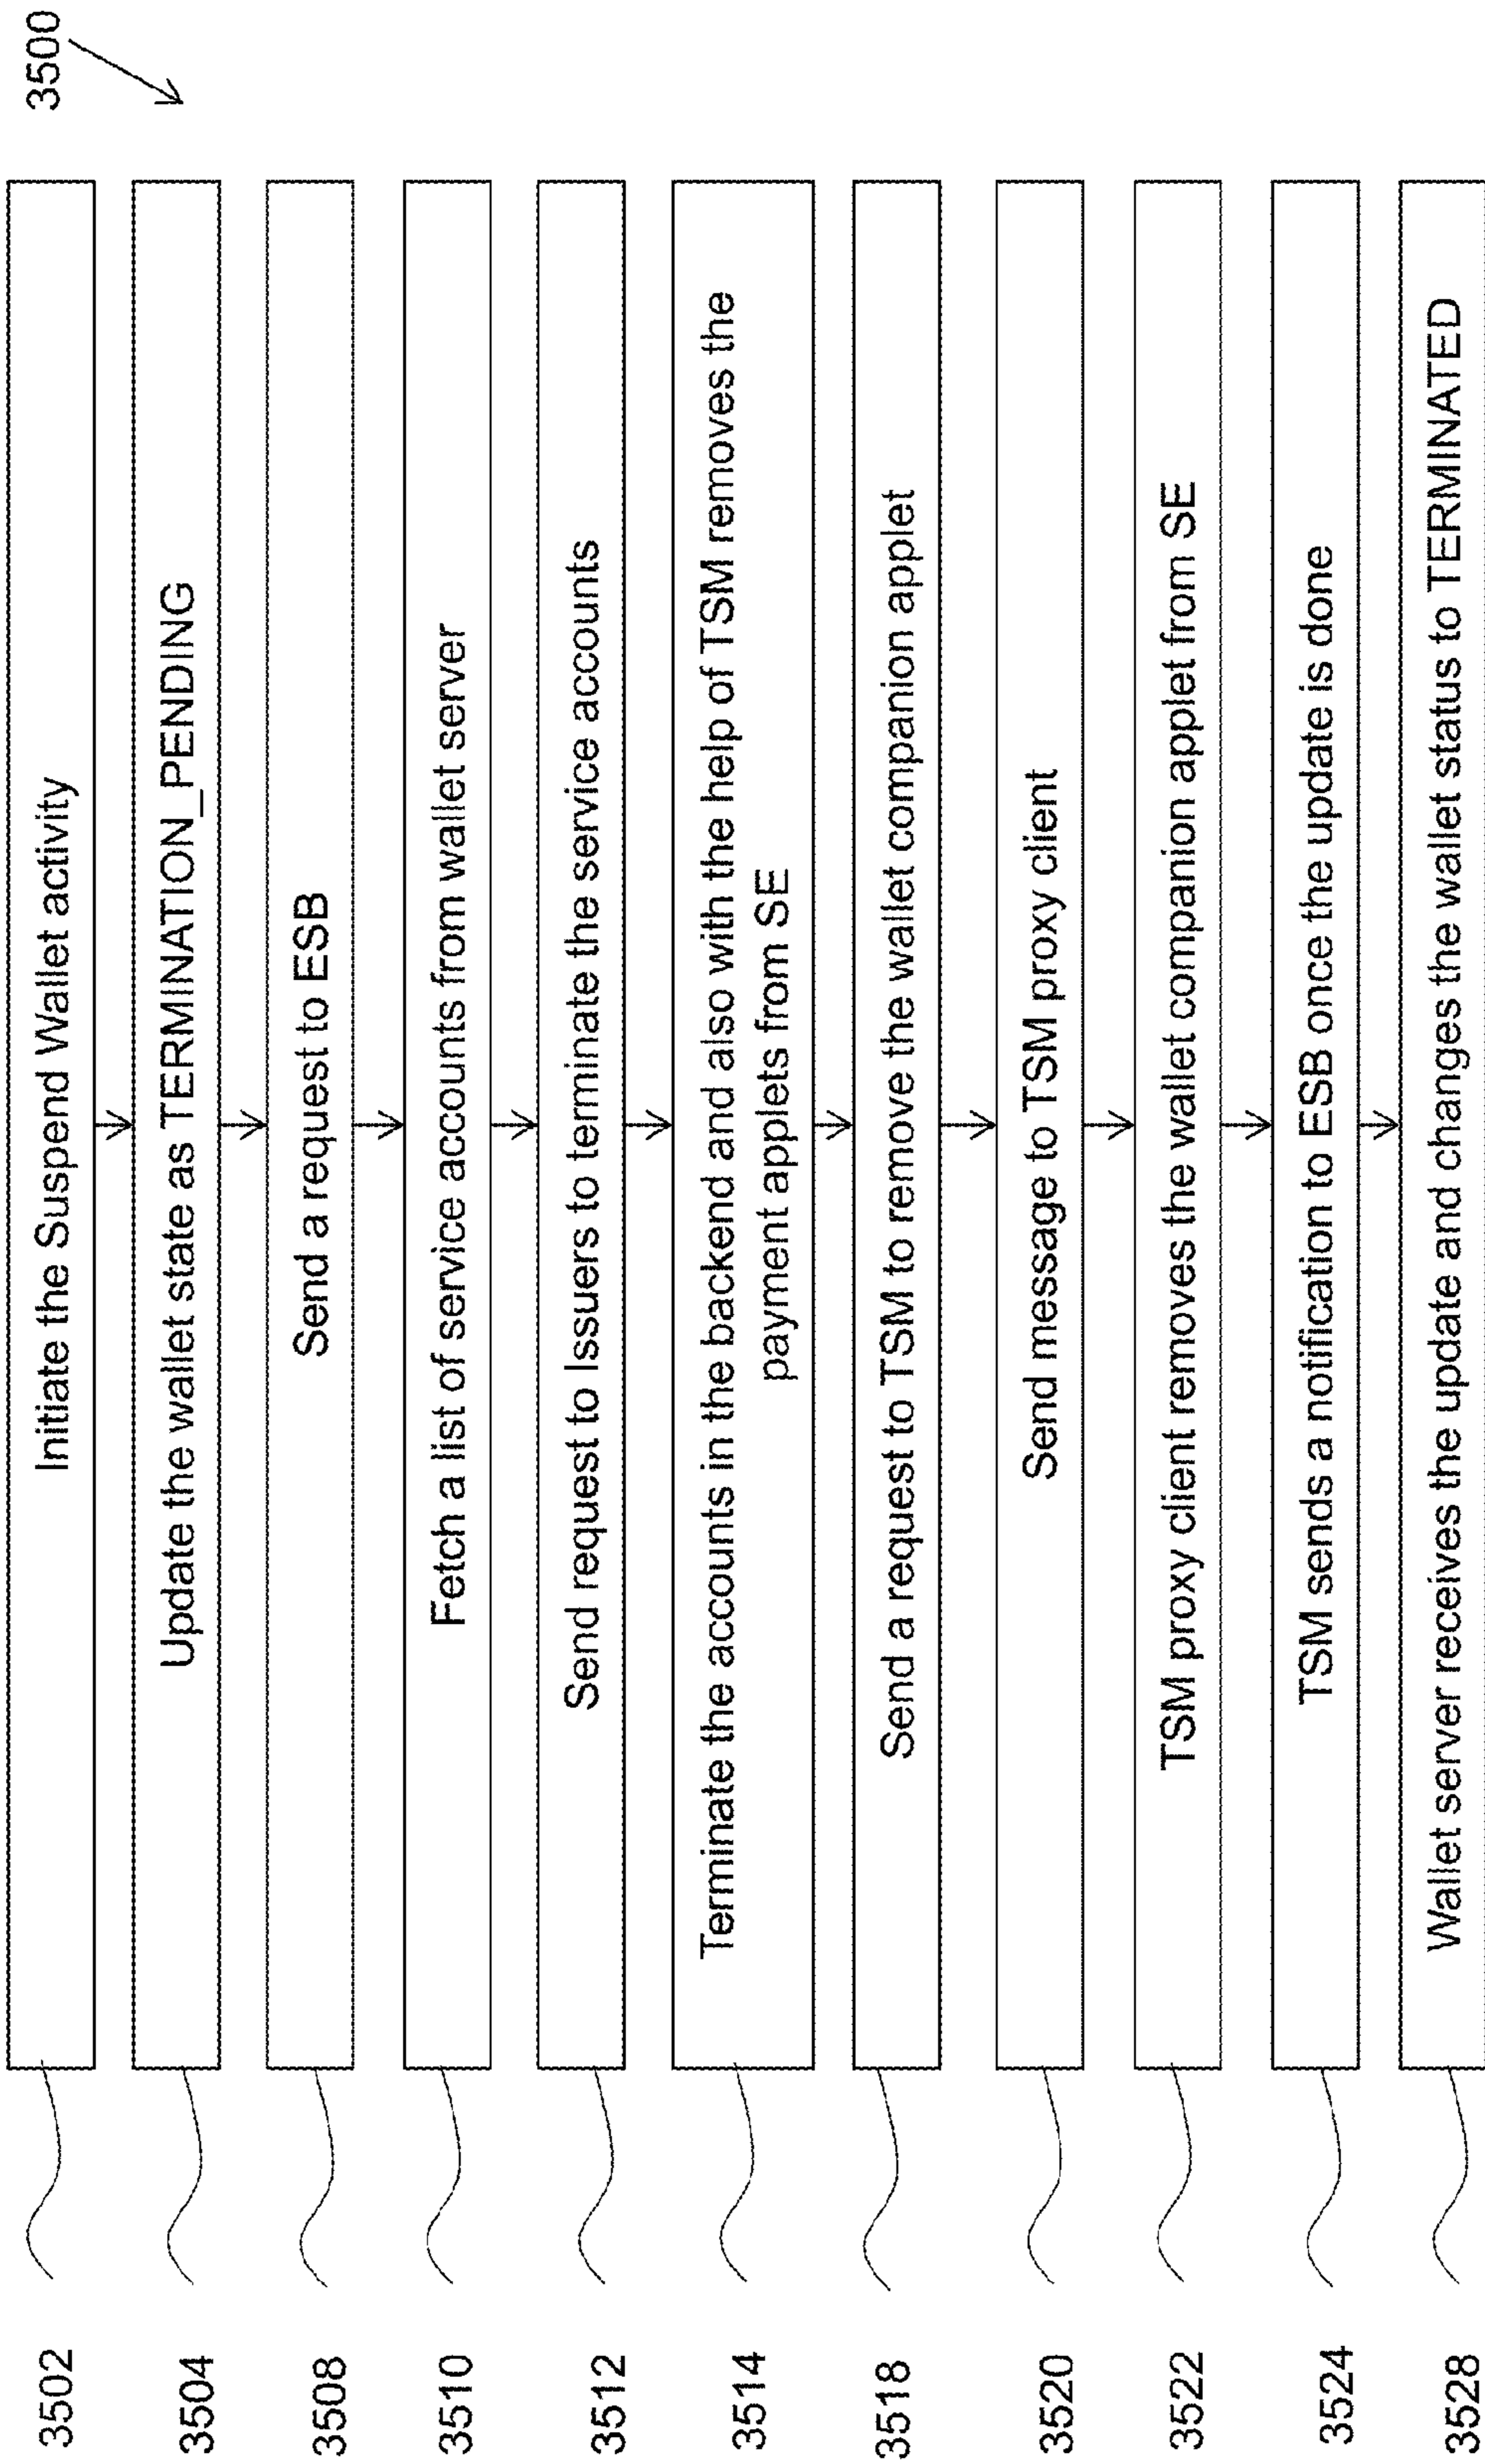 3500
3502
Initiate the Suspend Wallet activity
3504
Update the wallet state as TERMINATION_PENDING
3508
Send a request to ESB
3510
Fetch a list of service accounts from wallet server
3512
Send request to Issuers to terminate the service accounts
3514
Terminate the accounts in the backend and also with the help of TSM removes the
payment applets from SE
3518
Send a request to TSM to remove the wallet companion applet
3520
Send message to TSM proxy client
3522
TSM proxy client removes the wallet companion applet from SE
3524
TSM sends a notification to ESB once the update is done
3528
Wallet server receives the update and changes the wallet status to TERMINATED